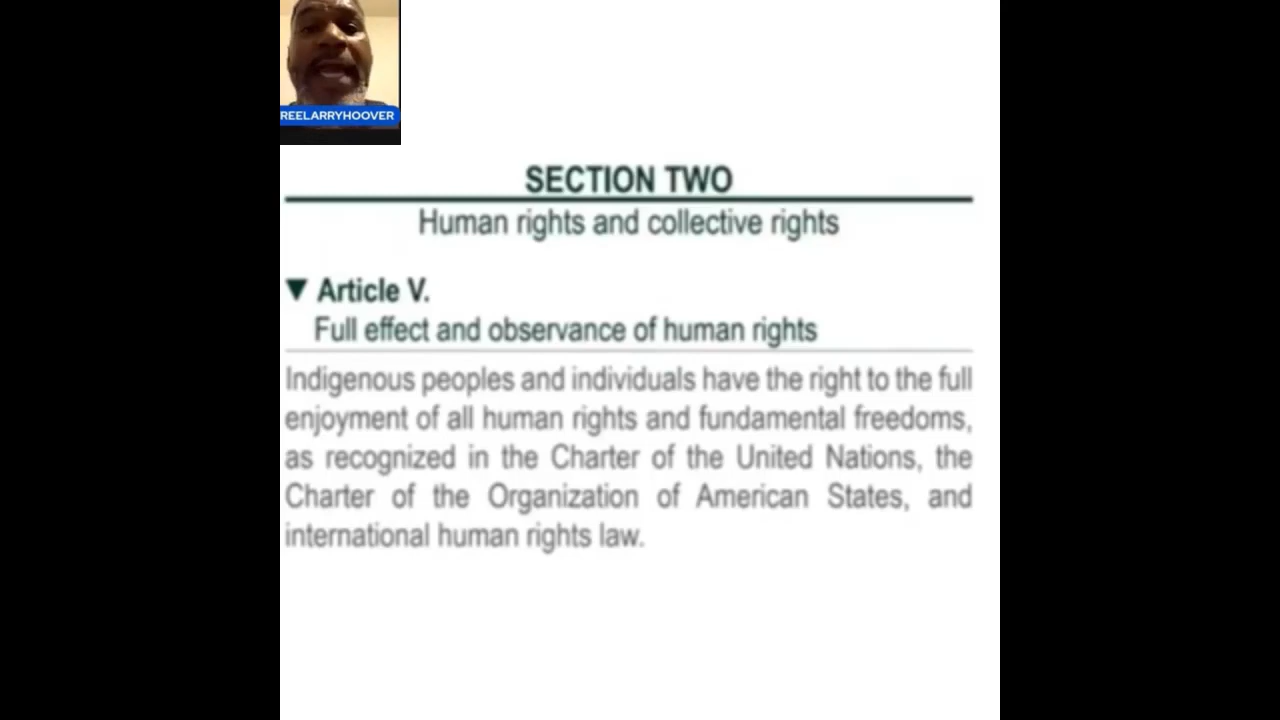 REELARRYHOOVER
SECTION TWO
Human rights and collective rights
▼ Article V.
Full effect and observance of human rights
Indigenous peoples and individuals have the right to the full
enjoyment of all human rights and fundamental freedoms,
as recognized in the Charter of the United Nations, the
Charter of the Organization of American States, and
international human rights law.